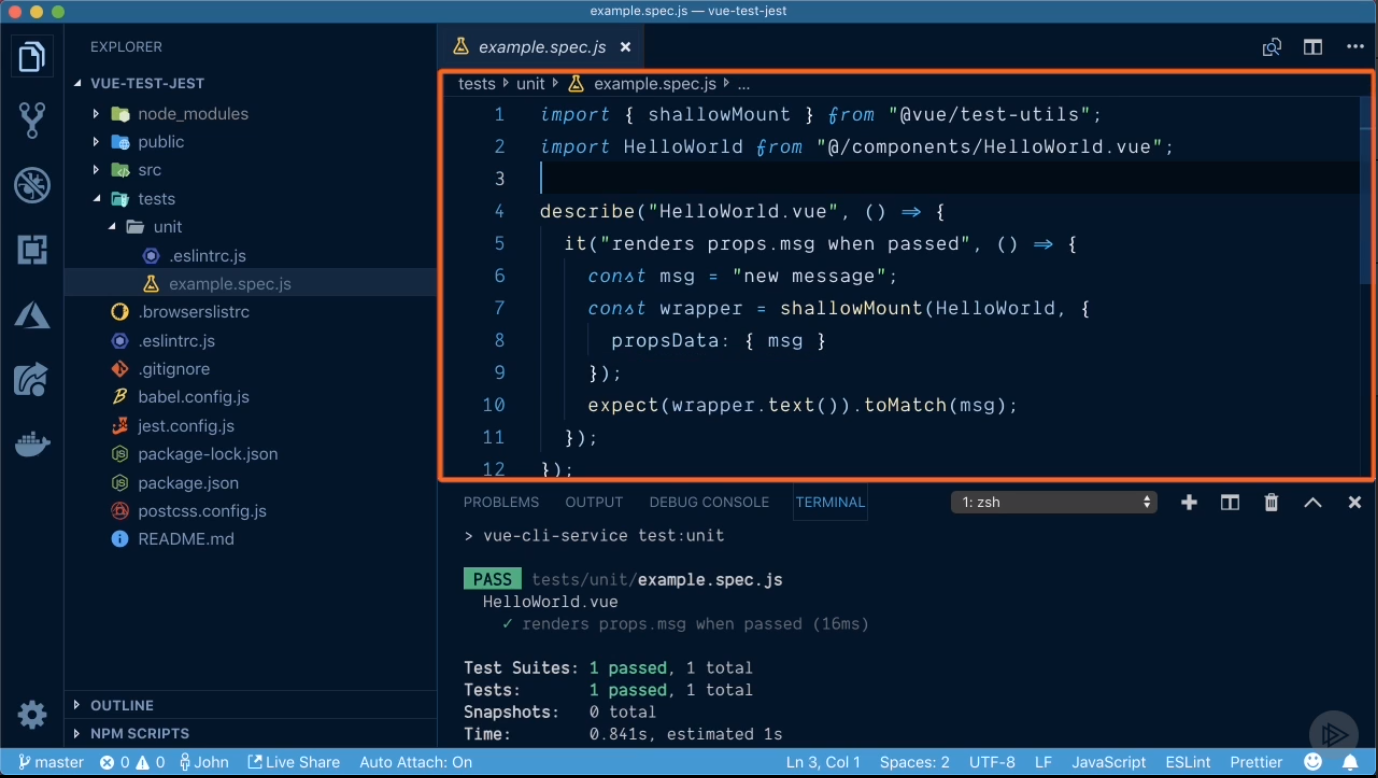 example.spec.js — vue-test-jest
EXPLORER
VUE-TEST-JEST
node_modules
public
src
tests
unit
.eslintrc.js
example.spec.js
.browserslistrc
.eslintrc.js
.gitignore
babel.config.js
jest.config.js
package-lock.json
package.json
postcss.config.js
README.md
OUTLINE
NPM SCRIPTS
example.spec.js
tests unit example.spec.js ...
1 import { shallowMount } from "@vue/test-utils";
2 import HelloWorld from "@/components/HelloWorld.vue";
3
4 describe("HelloWorld.vue", () => {
5 it("renders props.msg when passed", () => {
6 const msg = "new message";
7 const wrapper = shallowMount(HelloWorld, {
8 propsData: { msg }
9 });
10 expect(wrapper.text()).toMatch(msg);
11 });
12 });
PROBLEMS OUTPUT DEBUG CONSOLE TERMINAL 1: zsh
> vue-cli-service test:unit
PASS tests/unit/example.spec.js
HelloWorld.vue
✓ renders props.msg when passed (16ms)
Test Suites: 1 passed, 1 total
Tests: 1 passed, 1 total
Snapshots: 0 total
Time: 0.841s, estimated 1s
master 0 0 John Live Share Auto Attach: On Ln 3, Col 1 Spaces: 2 UTF-8 LF JavaScript ESLint Prettier